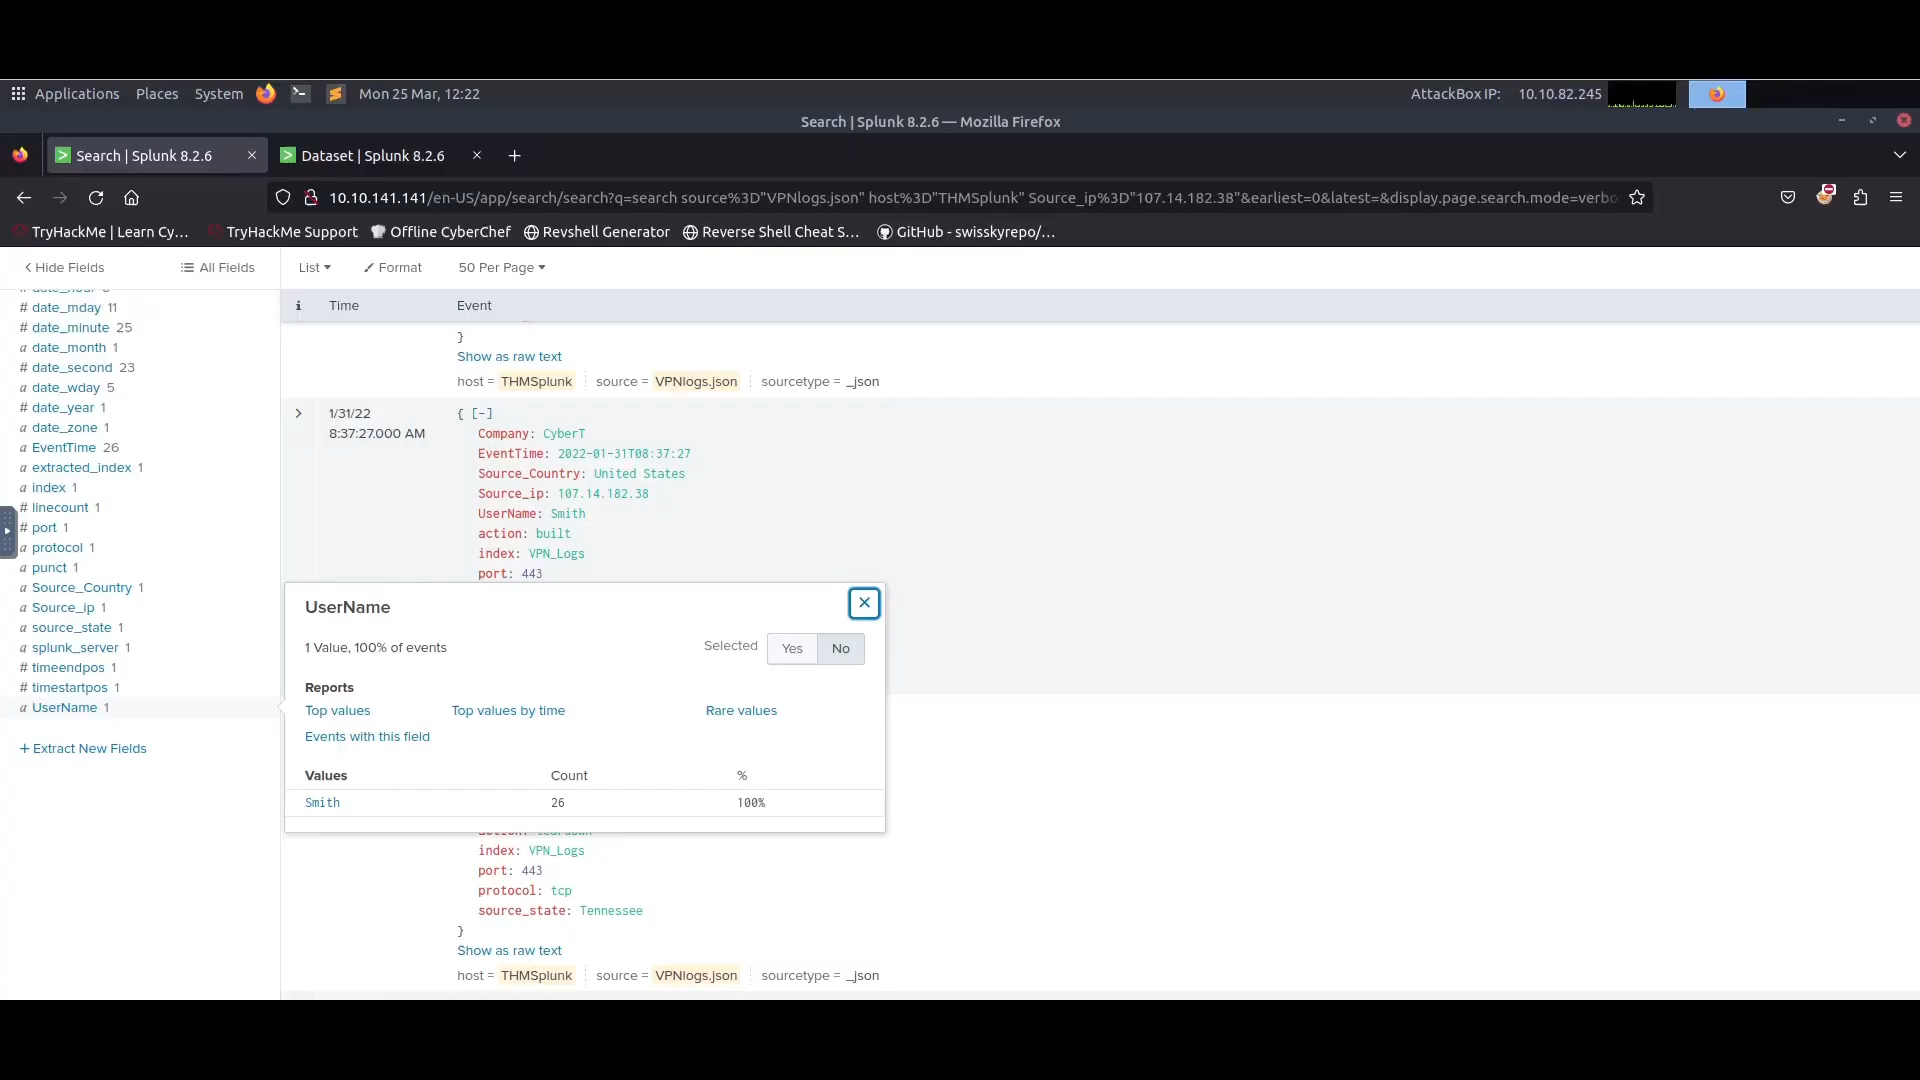 Applications Places System Mon 25 Mar, 12:22 AttackBox IP: 10.10.82.245
Search | Splunk 8.2.6 — Mozilla Firefox
Search | Splunk 8.2.6 Dataset | Splunk 8.2.6
10.10.141.141/en-US/app/search/search?q=search source%3D"VPNlogs.json" host%3D"THMSplunk" Source_ip%3D"107.14.182.38"&earliest=0&latest=&display.page.search.mode=verbo
TryHackMe | Learn Cy… TryHackMe Support Offline CyberChef Revshell Generator Reverse Shell Cheat S… GitHub - swisskyrepo/…
Hide Fields All Fields List Format 50 Per Page
i Time Event
# date_mday 11
# date_minute 25
a date_month 1
# date_second 23
a date_wday 5
# date_year 1
a date_zone 1
a EventTime 26
a extracted_index 1
a index 1
# linecount 1
# port 1
a protocol 1
a punct 1
a Source_Country 1
a Source_ip 1
a source_state 1
a splunk_server 1
# timeendpos 1
# timestartpos 1
a UserName 1
+ Extract New Fields
}
Show as raw text
host = THMSplunk source = VPNlogs.json sourcetype = _json
1/31/22
8:37:27.000 AM
{ [-]
Company: CyberT
EventTime: 2022-01-31T08:37:27
Source_Country: United States
Source_ip: 107.14.182.38
UserName: Smith
action: built
index: VPN_Logs
port: 443
UserName
1 Value, 100% of events Selected Yes No
Reports
Top values Top values by time Rare values
Events with this field
Values Count %
Smith 26 100%
index: VPN_Logs
port: 443
protocol: tcp
source_state: Tennessee
}
Show as raw text
host = THMSplunk source = VPNlogs.json sourcetype = _json